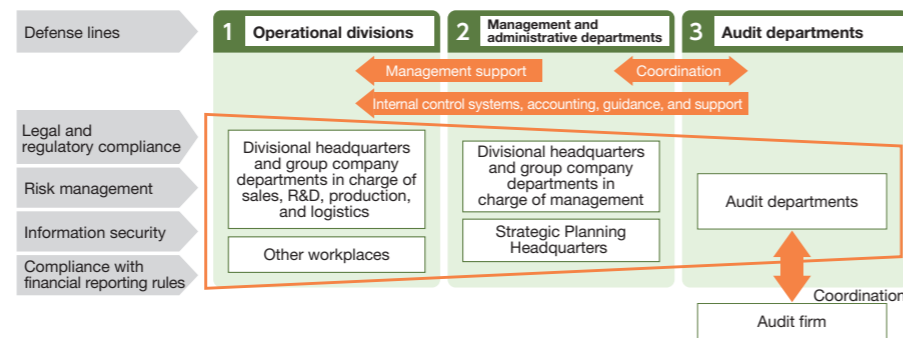 Defense lines
1 Operational divisions
2 Management and
administrative departments
3 Audit departments
Management support
Coordination
Internal control systems, accounting, guidance, and support
Legal and
regulatory compliance
Risk management
Information security
Compliance with
financial reporting rules
Divisional headquarters
and group company
departments in charge of
sales, R&D, production,
and logistics
Other workplaces
Divisional headquarters
and group company
departments in
charge of management
Strategic Planning
Headquarters
Audit departments
Coordination
Audit firm